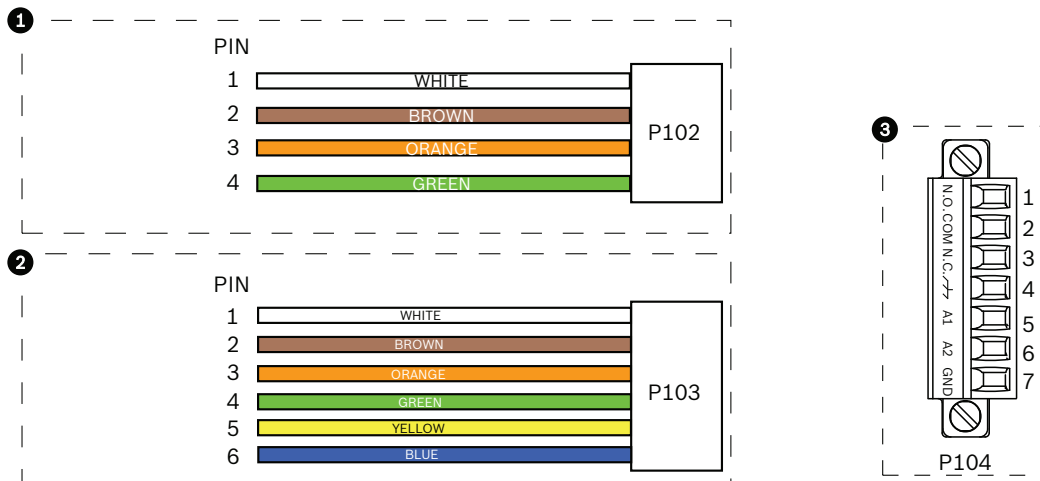 1
PIN
1 WHITE
2 BROWN
3 ORANGE
4 GREEN
P102
2
PIN
1 WHITE
2 BROWN
3 ORANGE
4 GREEN
5 YELLOW
6 BLUE
P103
3
N.O. 1
COM 2
N.C. 3
4
A1 5
A2 6
GND 7
P104